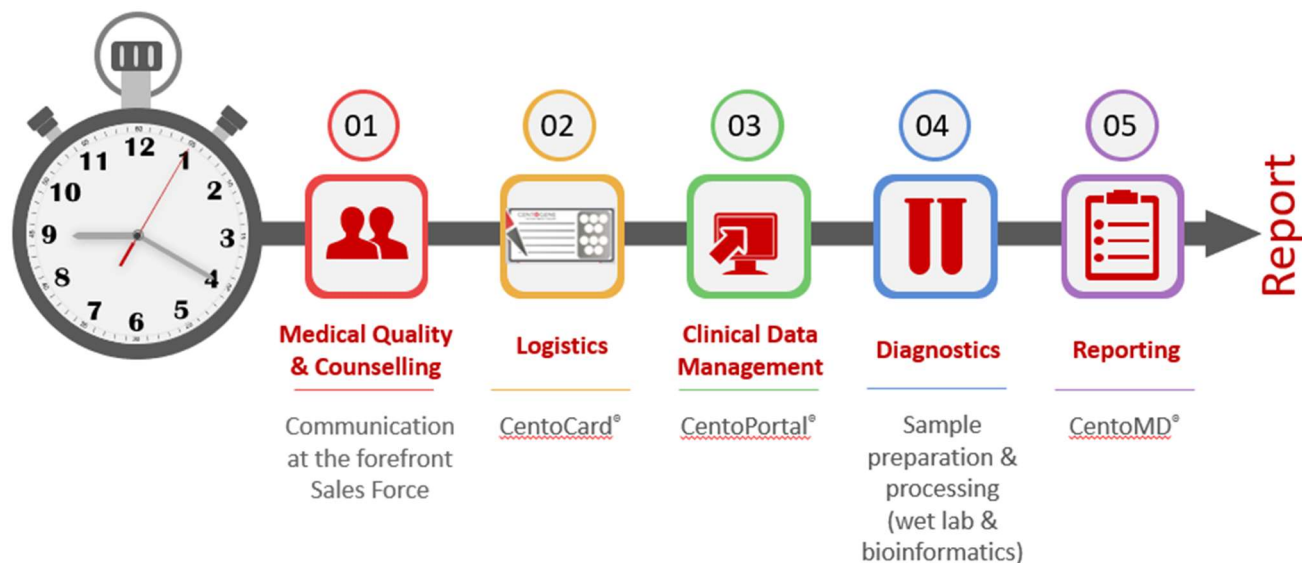 12
1
2
3
4
5
6
7
8
9
10
11
01
02
03
04
05
CENTOGENE
Medical Quality
& Counselling
Communication
at the forefront
Sales Force
Logistics
CentoCard®
Clinical Data
Management
CentoPortal®
Diagnostics
Sample
preparation &
processing
(wet lab &
bioinformatics)
Reporting
CentoMD®
Report